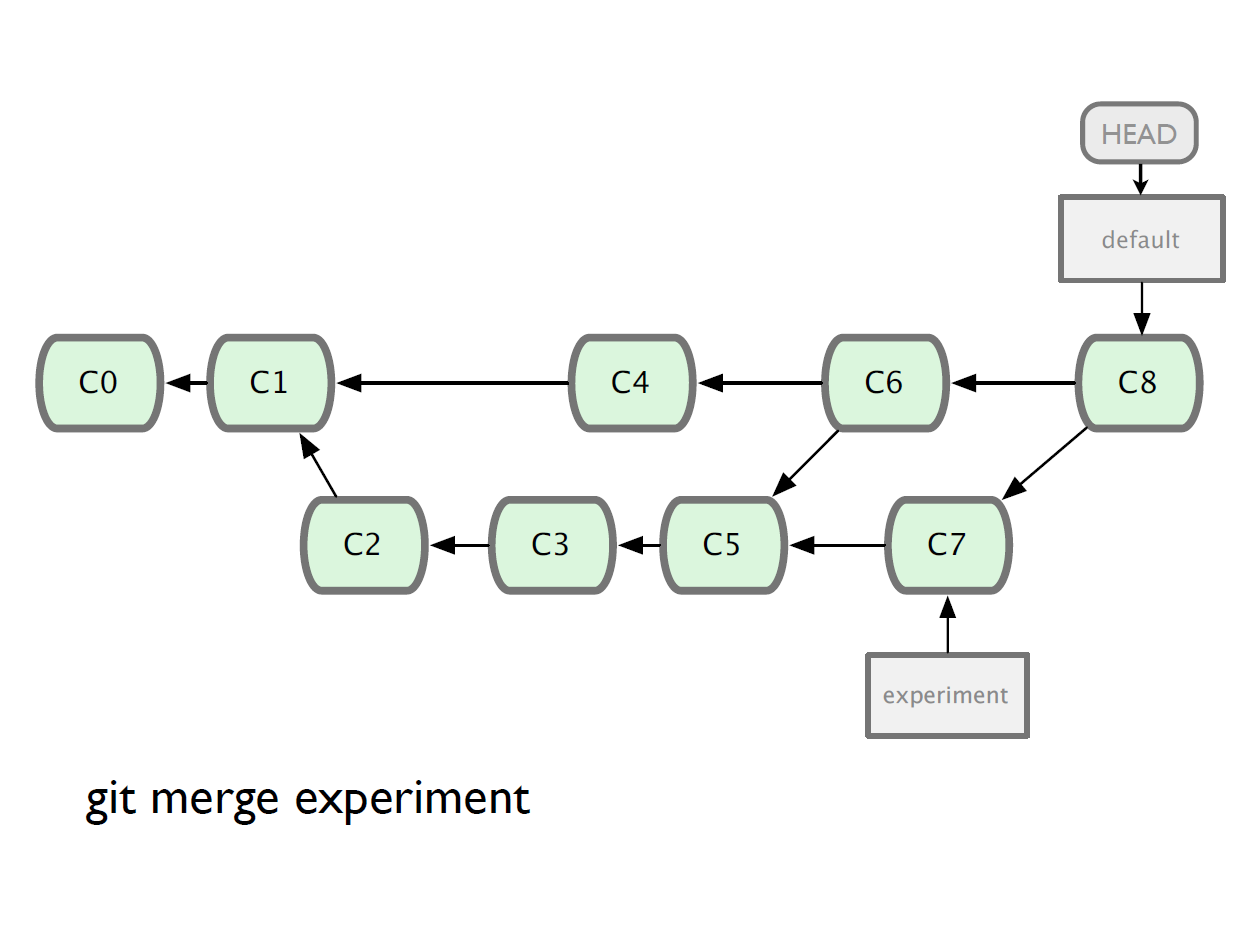 HEAD
default
C0 C1 C4 C6 C8
C2 C3 C5 C7
experiment
git merge experiment